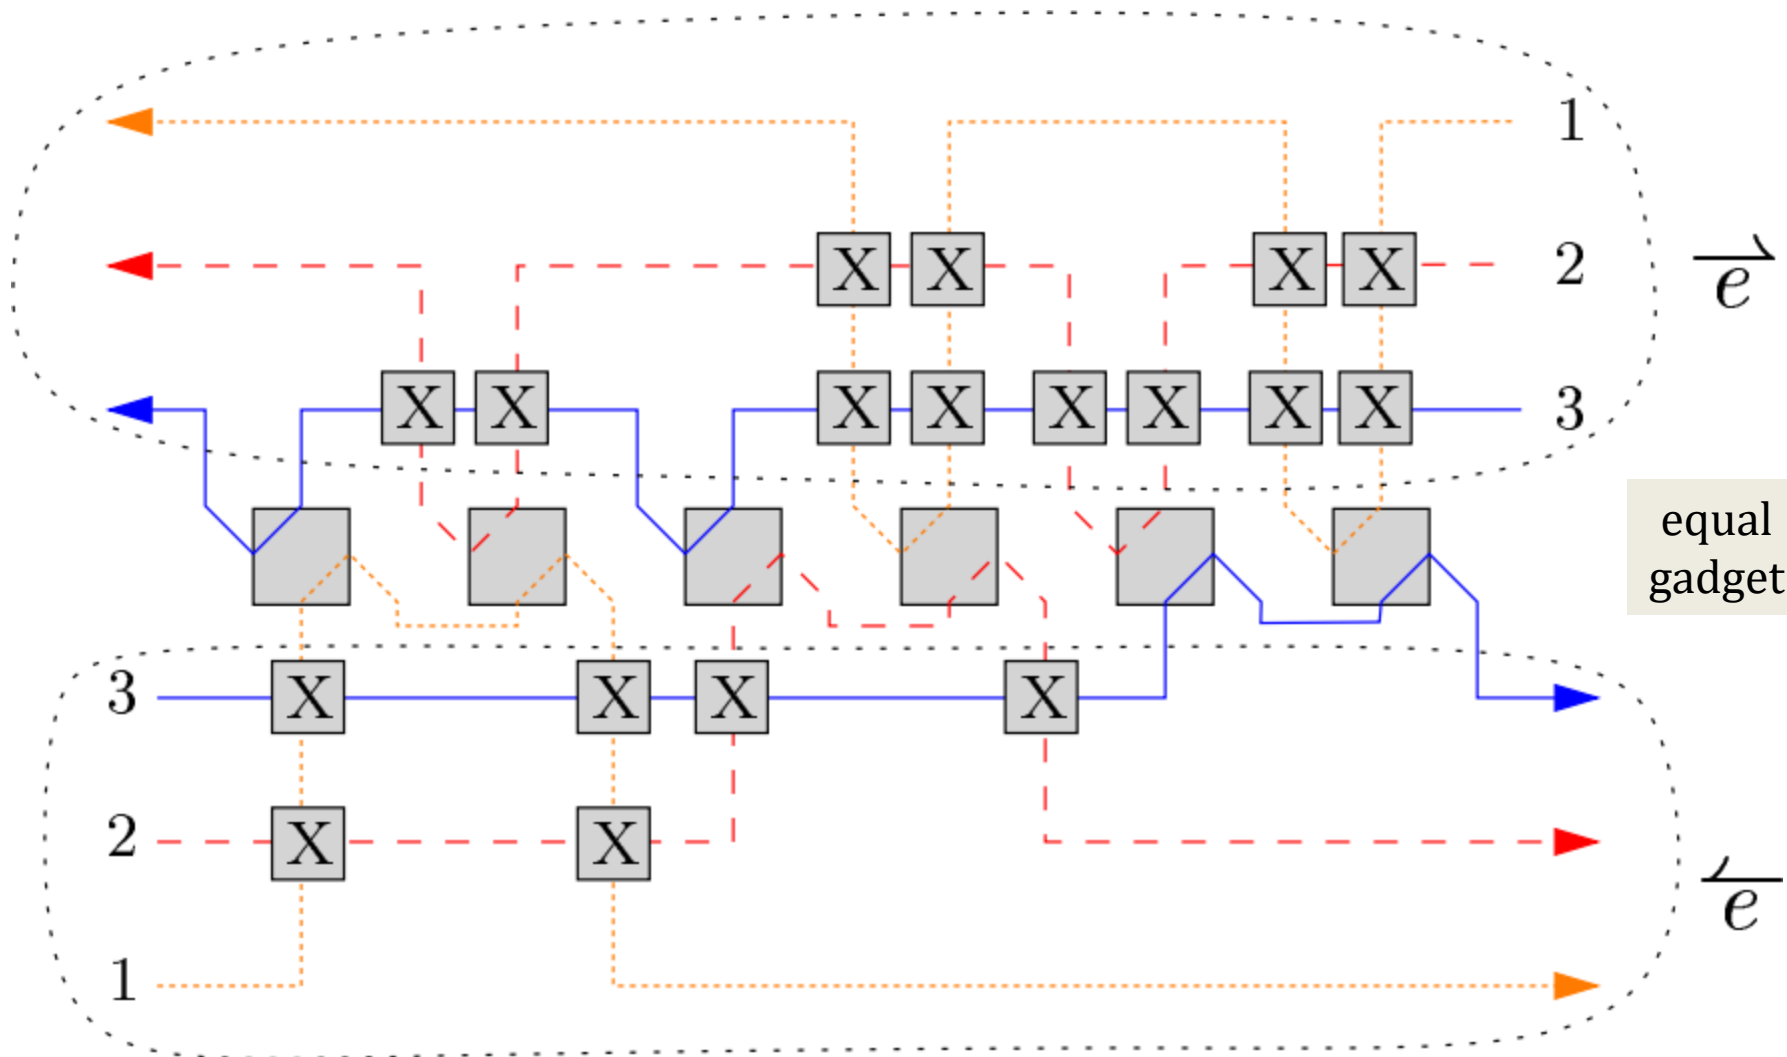 1
X X X X 2
e
X X X X X X X X 3
equal
gadget
3 X X X X
2 X X
e
1